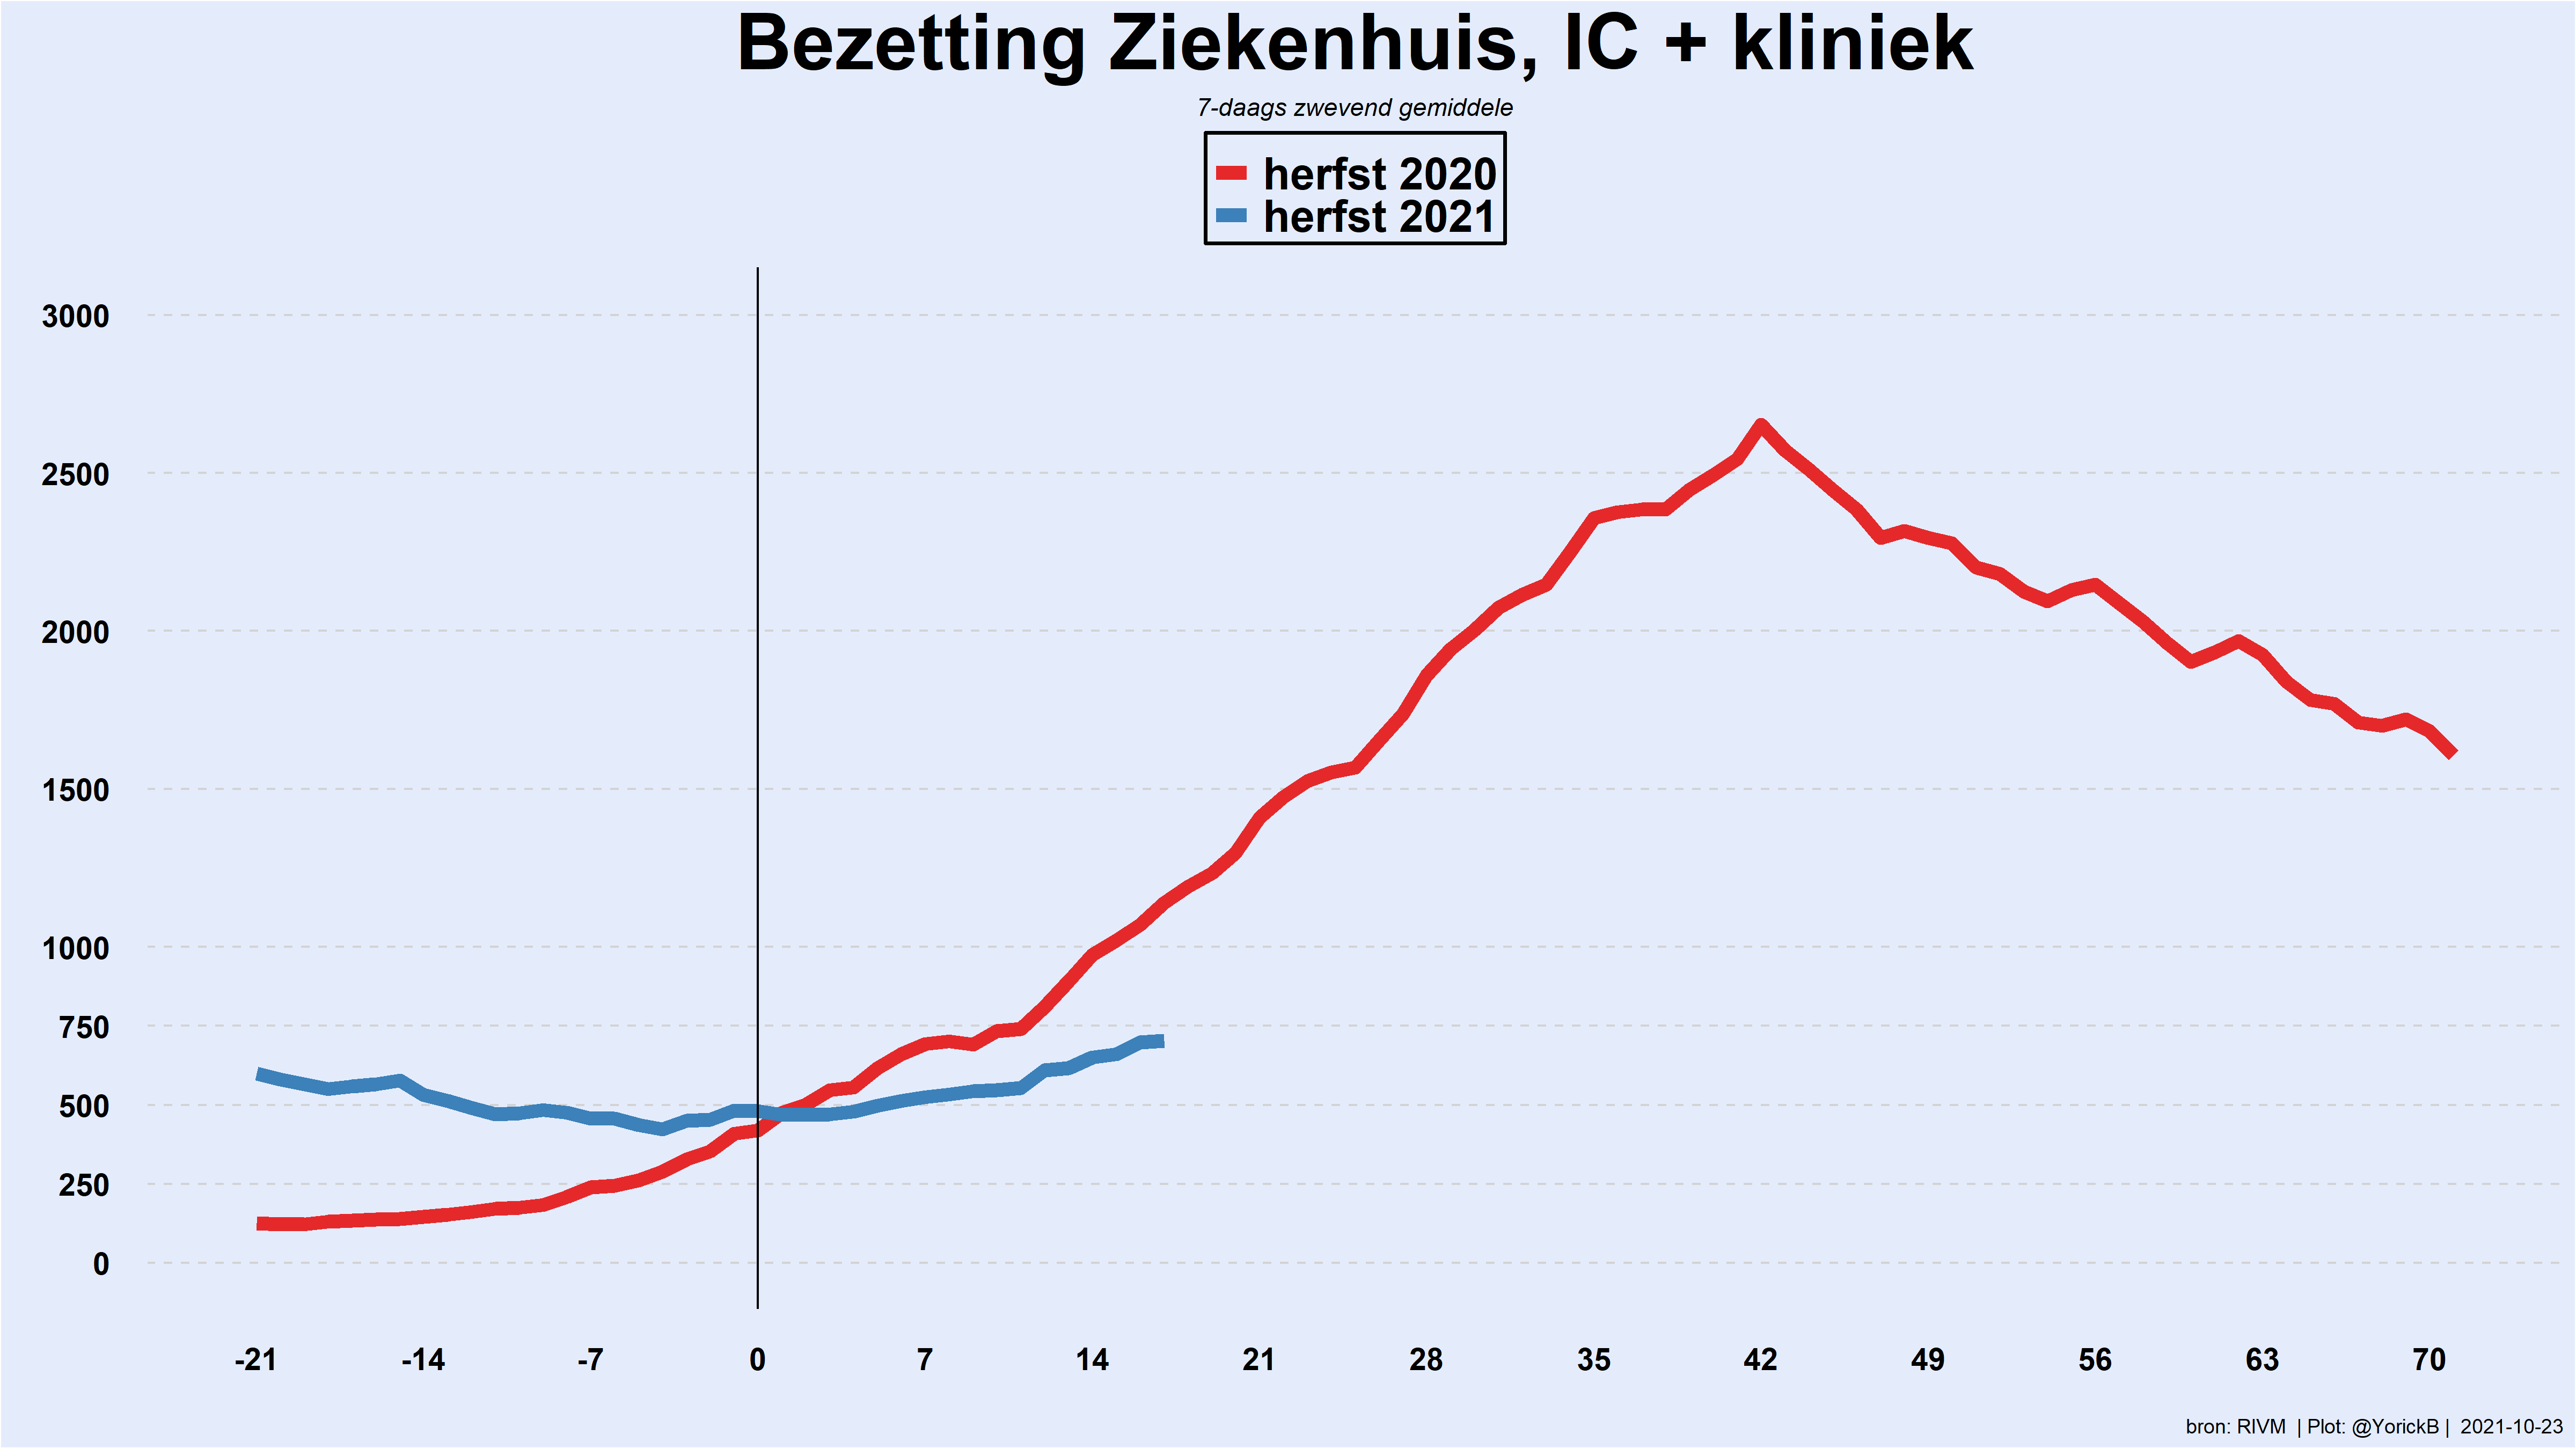 Bezetting Ziekenhuis, IC + kliniek
7-daags zwevend gemiddele
herfst 2020
herfst 2021
3000
2500
2000
1500
1000
750
500
250
0
-21 -14 -7 0 7 14 21 28 35 42 49 56 63 70
bron: RIVM | Plot: @YorickB | 2021-10-23